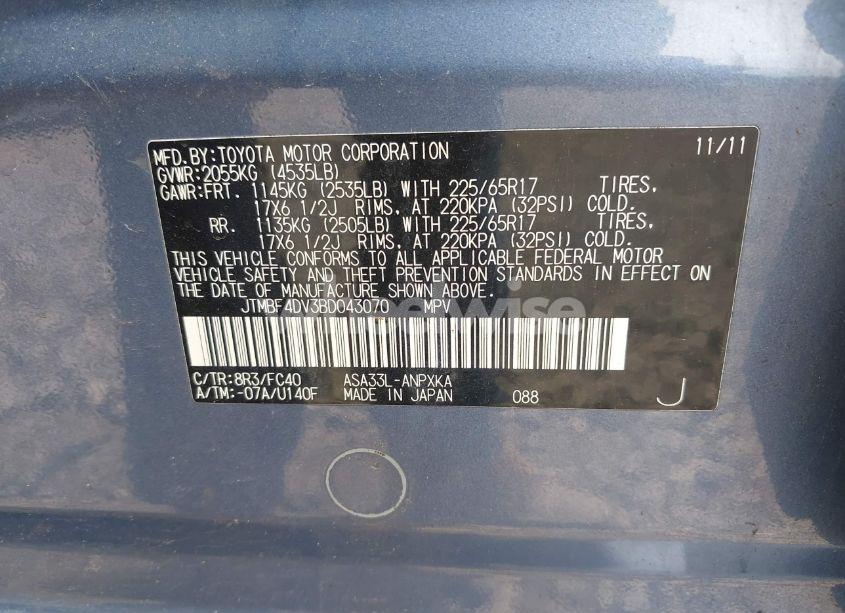 MFD.BY:TOYOTA MOTOR CORPORATION 11/11
GVWR:2055KG (4535LB)
GAWR:FRT. 1145KG (2535LB) WITH 225/65R17 TIRES,
17X6 1/2J RIMS, AT 220KPA (32PSI) COLD.
RR. 1135KG (2505LB) WITH 225/65R17 TIRES,
17X6 1/2J RIMS, AT 220KPA (32PSI) COLD.
THIS VEHICLE CONFORMS TO ALL APPLICABLE FEDERAL MOTOR
VEHICLE SAFETY AND THEFT PREVENTION STANDARDS IN EFFECT ON
THE DATE OF MANUFACTURE SHOWN ABOVE.
JTMBF4DV3BD043070 MPV
C/TR:8R3/FC40 ASA33L-ANPXKA
A/TM:-07A/U140F MADE IN JAPAN 088 J